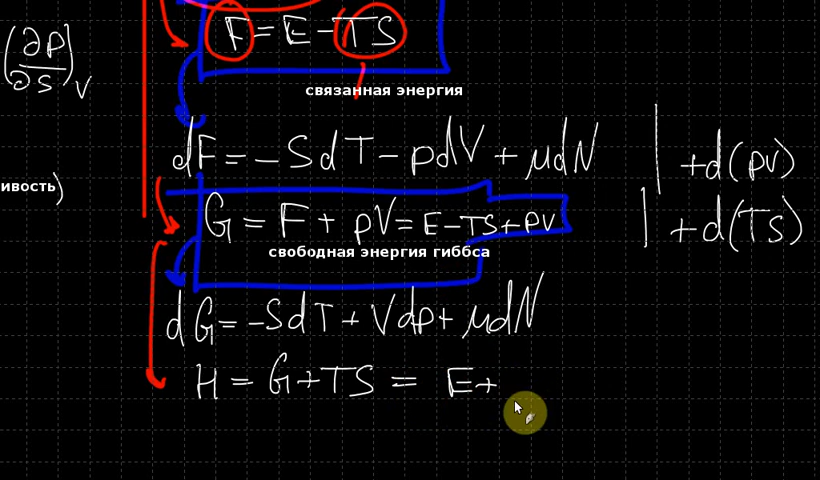 F = E − TS
(∂P/∂S)_V
связанная энергия
dF = −SdT − pdV + μdN | +d(pv)
ивость)
G = F + pV = E − TS + PV | +d(TS)
свободная энергия гиббса
dG = −SdT + Vdp + μdN
H = G + TS = E +